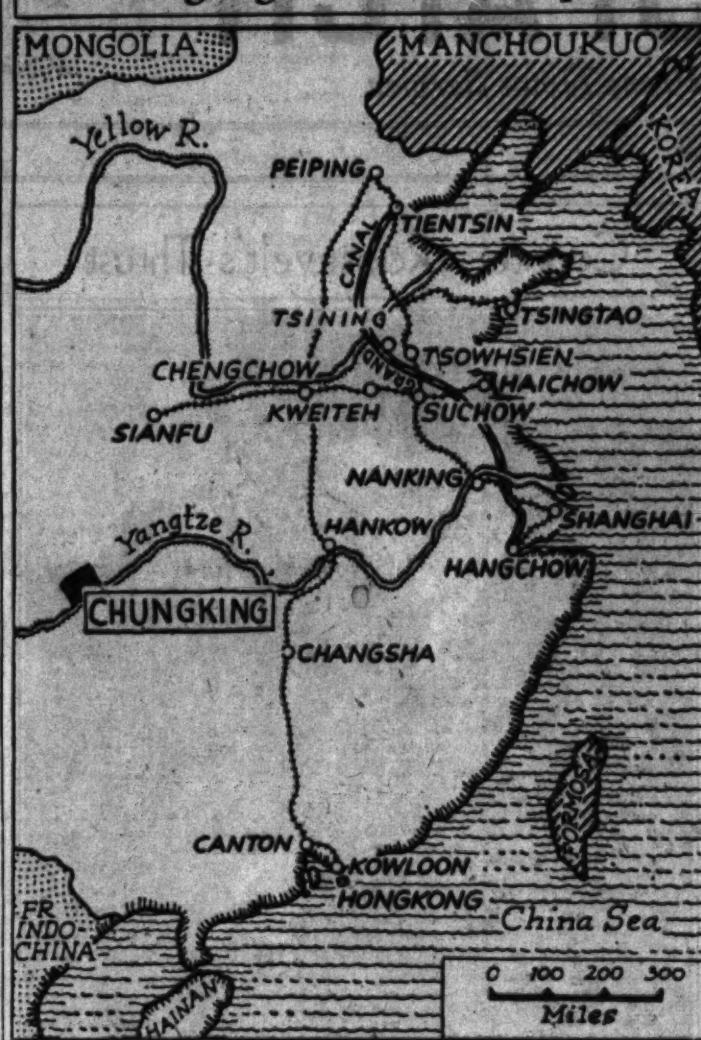 MONGOLIA
MANCHOUKUO
Yellow R.
KOREA
PEIPING
TIENTSIN
CANAL
TSINING
TSINGTAO
CHENGCHOW
GRAND
TSOWHSIEN
HAICHOW
KWEITEH
SUCHOW
SIANFU
NANKING
Yangtze R.
HANKOW
SHANGHAI
HANGCHOW
CHUNGKING
CHANGSHA
FORMOSA
CANTON
KOWLOON
HONGKONG
FR
INDO-
CHINA
China Sea
HAINAN
0 100 200 300
Miles